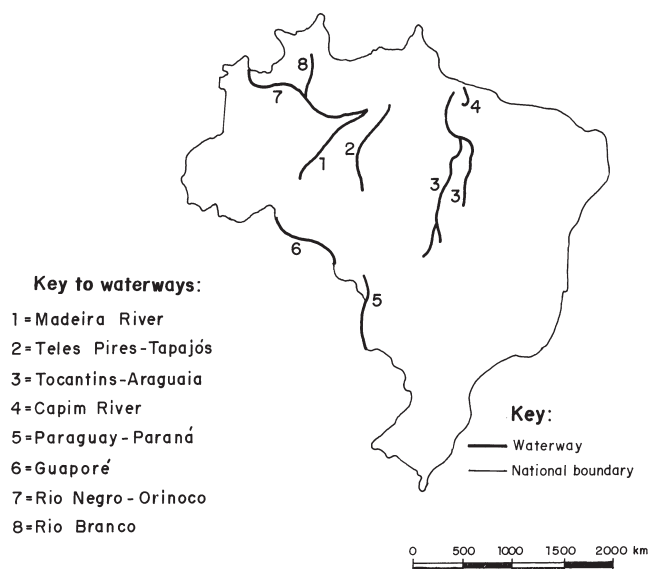 8
7
4
1
2
3
3
6
5
Key to waterways:
1=Madeira River
2=Teles Pires-Tapajós
3=Tocantins-Araguaia
4=Capim River
5=Paraguay-Paraná
6=Guaporé
7=Rio Negro-Orinoco
8=Rio Branco
Key:
Waterway
National boundary
0 500 1000 1500 2000 km